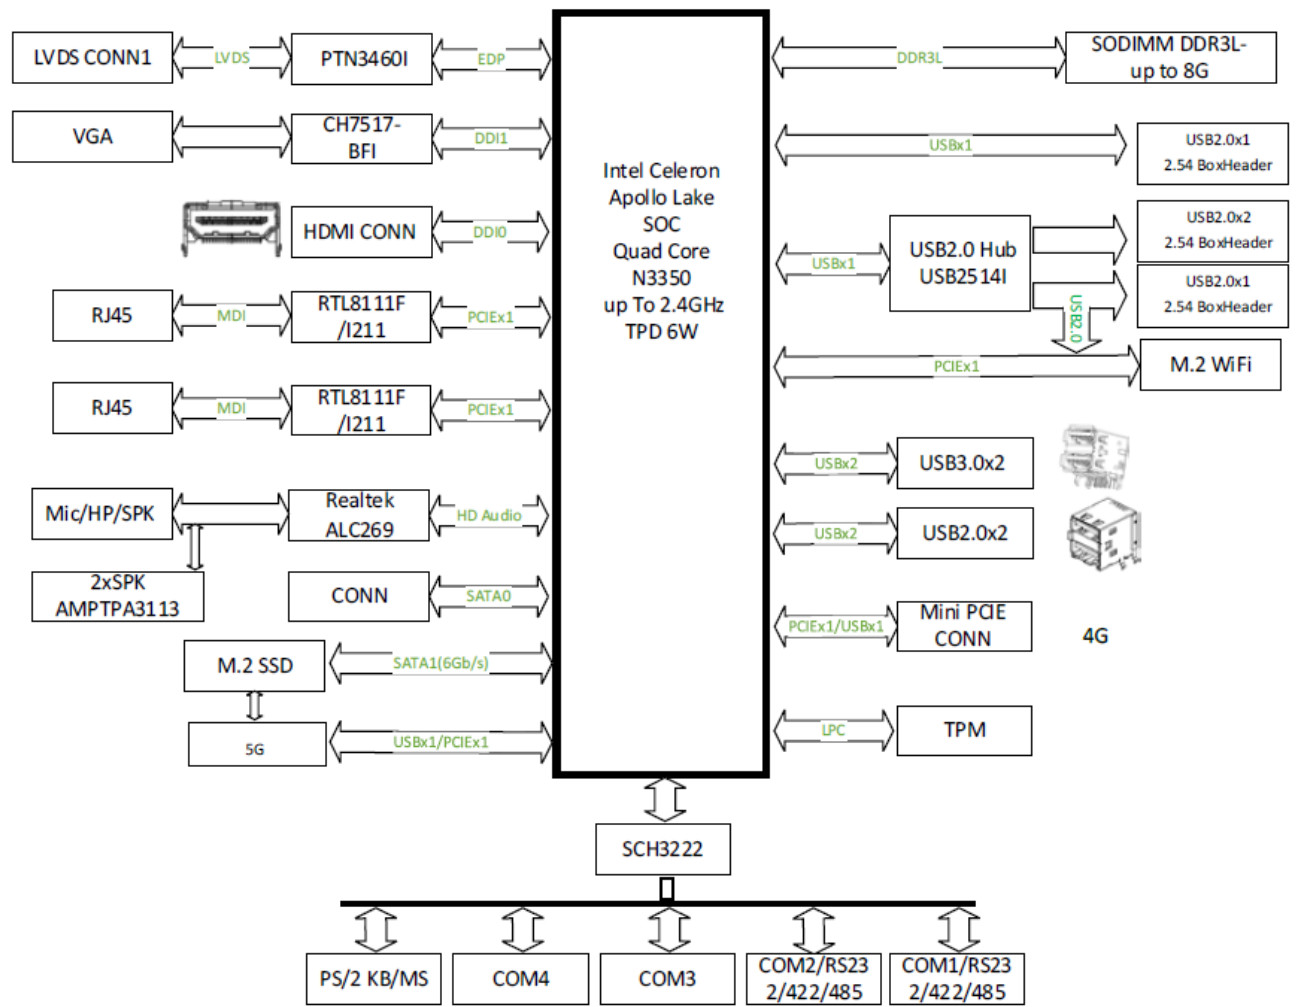 LVDS CONN1
LVDS
PTN3460I
EDP
VGA
CH7517-
BFI
DDI1
HDMI CONN
DDI0
RJ45
MDI
RTL8111F
/I211
PCIEx1
RJ45
MDI
RTL8111F
/I211
PCIEx1
Mic/HP/SPK
Realtek
ALC269
HD Audio
2xSPK
AMPTPA3113
CONN
SATA0
M.2 SSD
SATA1(6Gb/s)
5G
USBx1/PCIEx1
Intel Celeron
Apollo Lake
SOC
Quad Core
N3350
up To 2.4GHz
TPD 6W
DDR3L
SODIMM DDR3L-
up to 8G
USBx1
USB2.0x1
2.54 BoxHeader
USBx1
USB2.0 Hub
USB2514I
USB2.0x2
2.54 BoxHeader
USB2.0x1
2.54 BoxHeader
USB2.0
PCIEx1
M.2 WiFi
USBx2
USB3.0x2
USBx2
USB2.0x2
PCIEx1/USBx1
Mini PCIE
CONN
4G
LPC
TPM
SCH3222
PS/2 KB/MS
COM4
COM3
COM2/RS23
2/422/485
COM1/RS23
2/422/485